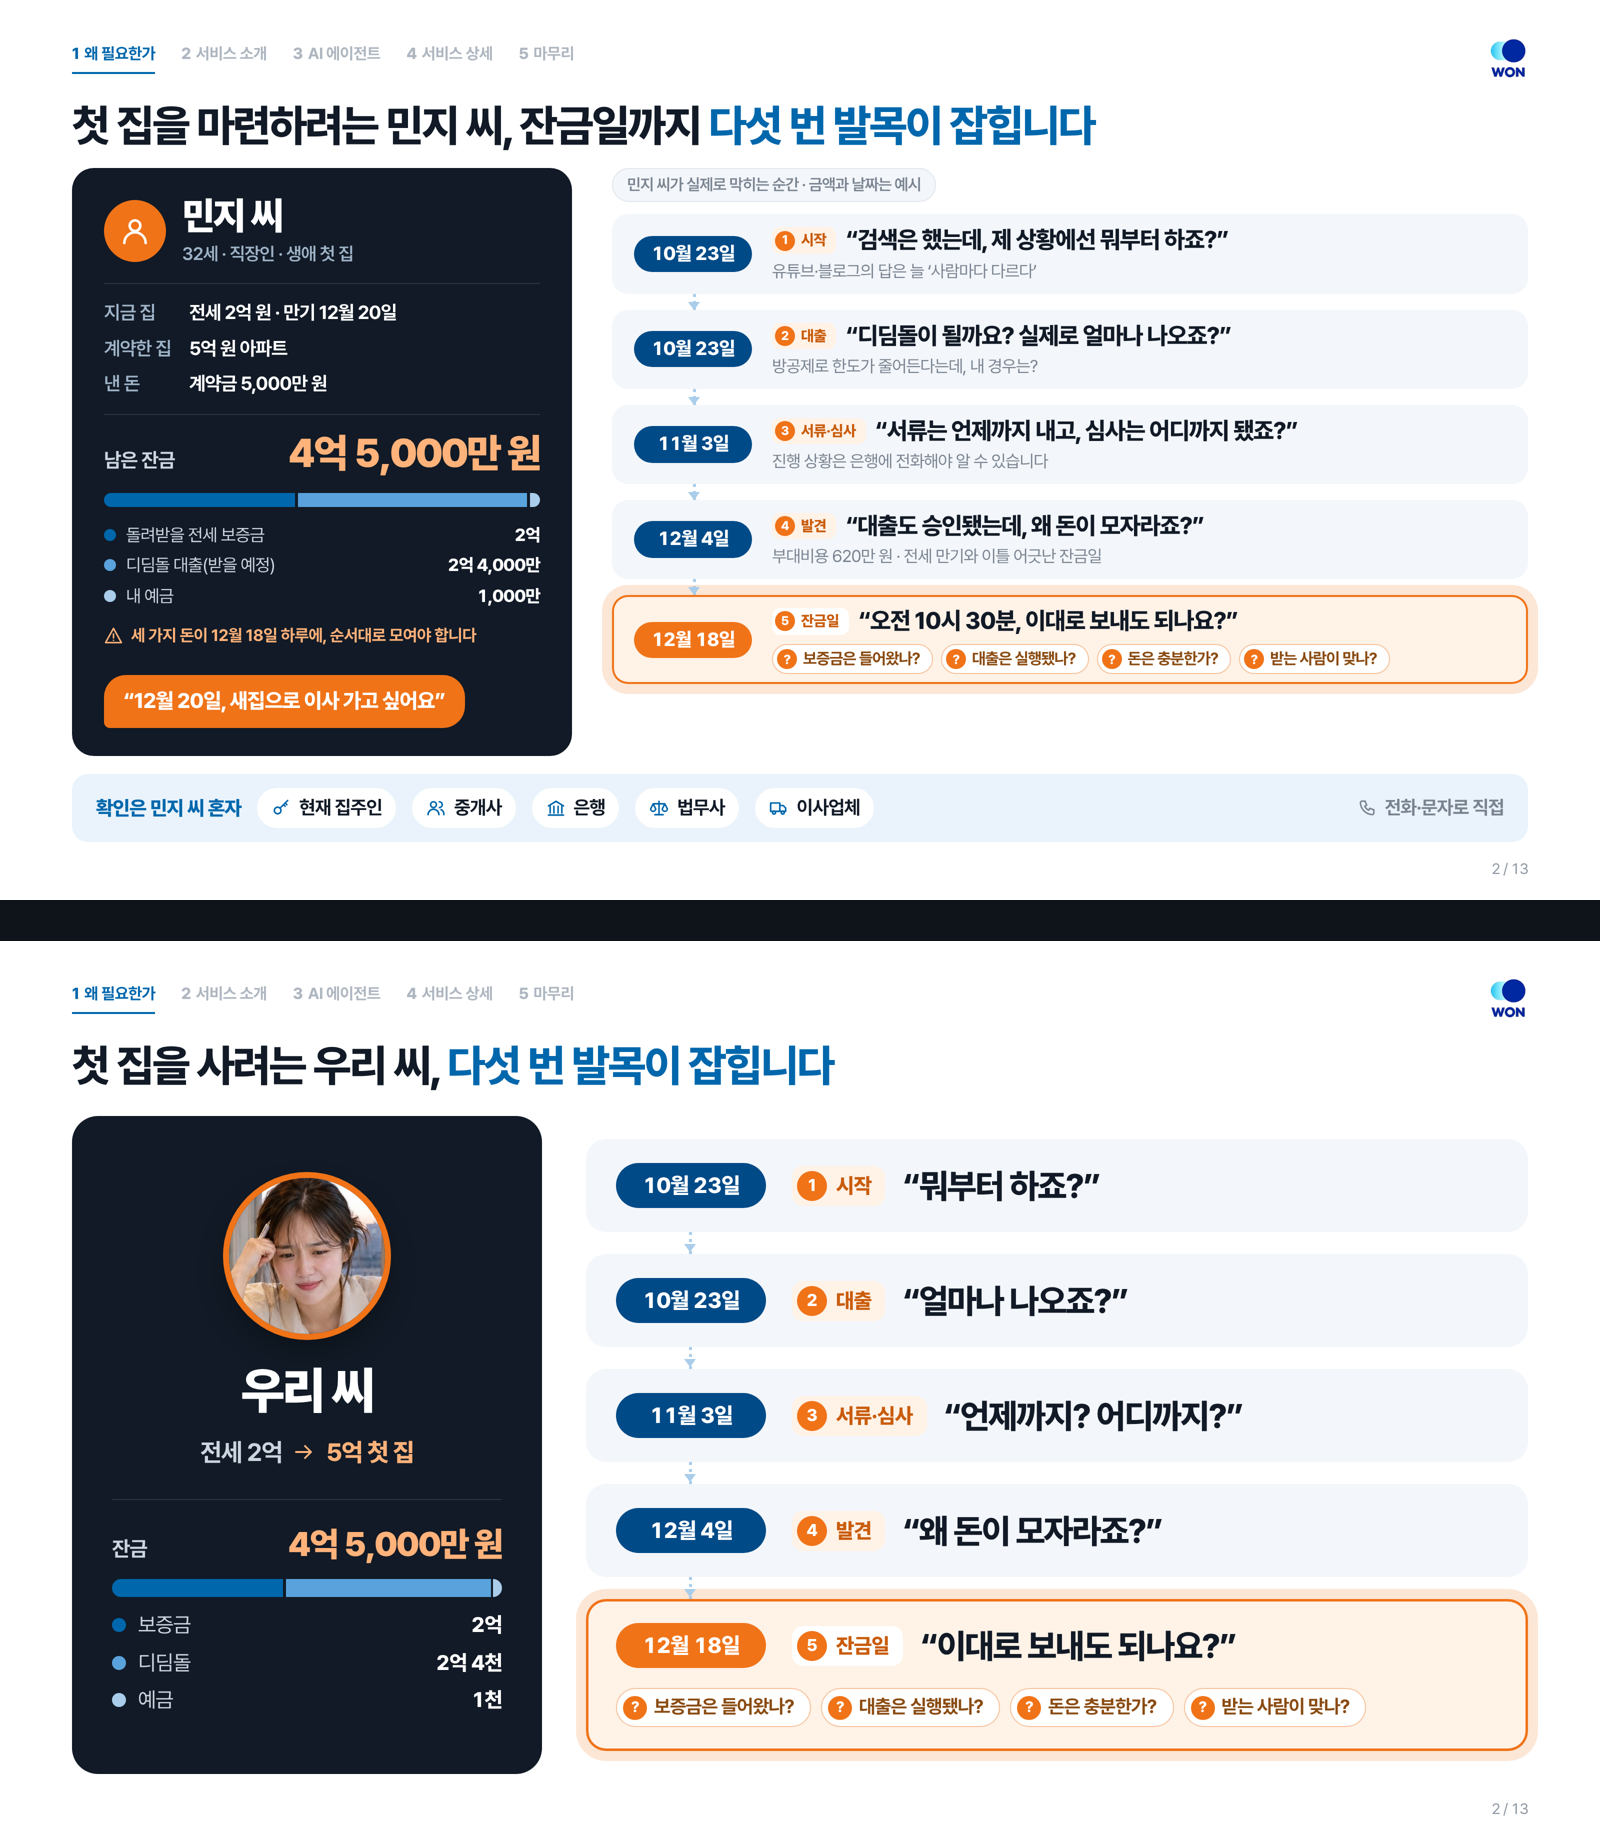 1 왜 필요한가 2 서비스 소개 3 AI 에이전트 4 서비스 상세 5 마무리
WON
첫 집을 마련하려는 민지 씨, 잔금일까지 다섯 번 발목이 잡힙니다
민지 씨
32세 · 직장인 · 생애 첫 집
지금 집 전세 2억 원 · 만기 12월 20일
계약한 집 5억 원 아파트
낸 돈 계약금 5,000만 원
남은 잔금 4억 5,000만 원
돌려받을 전세 보증금 2억
디딤돌 대출(받을 예정) 2억 4,000만
내 예금 1,000만
세 가지 돈이 12월 18일 하루에, 순서대로 모여야 합니다
“12월 20일, 새집으로 이사 가고 싶어요”
민지 씨가 실제로 막히는 순간 · 금액과 날짜는 예시
10월 23일 1 시작 “검색은 했는데, 제 상황에선 뭐부터 하죠?”
유튜브·블로그의 답은 늘 ‘사람마다 다르다’
10월 23일 2 대출 “디딤돌이 될까요? 실제로 얼마나 나오죠?”
방공제로 한도가 줄어든다는데, 내 경우는?
11월 3일 3 서류·심사 “서류는 언제까지 내고, 심사는 어디까지 됐죠?”
진행 상황은 은행에 전화해야 알 수 있습니다
12월 4일 4 발견 “대출도 승인됐는데, 왜 돈이 모자라죠?”
부대비용 620만 원 · 전세 만기와 이틀 어긋난 잔금일
12월 18일 5 잔금일 “오전 10시 30분, 이대로 보내도 되나요?”
? 보증금은 들어왔나? ? 대출은 실행됐나? ? 돈은 충분한가? ? 받는 사람이 맞나?
확인은 민지 씨 혼자 현재 집주인 중개사 은행 법무사 이사업체 전화·문자로 직접
2 / 13
1 왜 필요한가 2 서비스 소개 3 AI 에이전트 4 서비스 상세 5 마무리
WON
첫 집을 사려는 우리 씨, 다섯 번 발목이 잡힙니다
우리 씨
전세 2억 → 5억 첫 집
잔금 4억 5,000만 원
보증금 2억
디딤돌 2억 4천
예금 1천
10월 23일 1 시작 “뭐부터 하죠?”
10월 23일 2 대출 “얼마나 나오죠?”
11월 3일 3 서류·심사 “언제까지? 어디까지?”
12월 4일 4 발견 “왜 돈이 모자라죠?”
12월 18일 5 잔금일 “이대로 보내도 되나요?”
? 보증금은 들어왔나? ? 대출은 실행됐나? ? 돈은 충분한가? ? 받는 사람이 맞나?
2 / 13